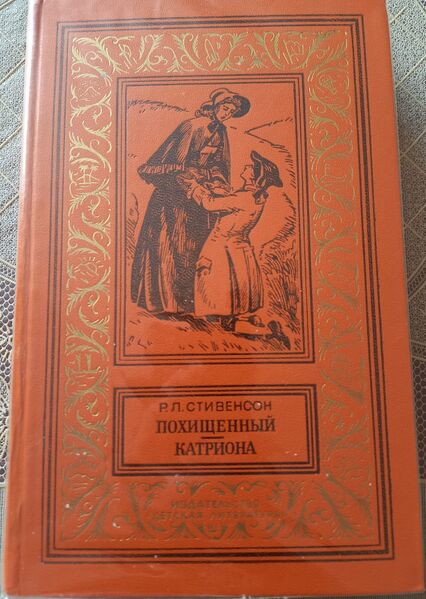 Р.Л.СТИВЕНСОН
ПОХИЩЕННЫЙ
КАТРИОНА
ИЗДАТЕЛЬСТВО
ДЕТСКАЯ ЛИТЕРАТУРА